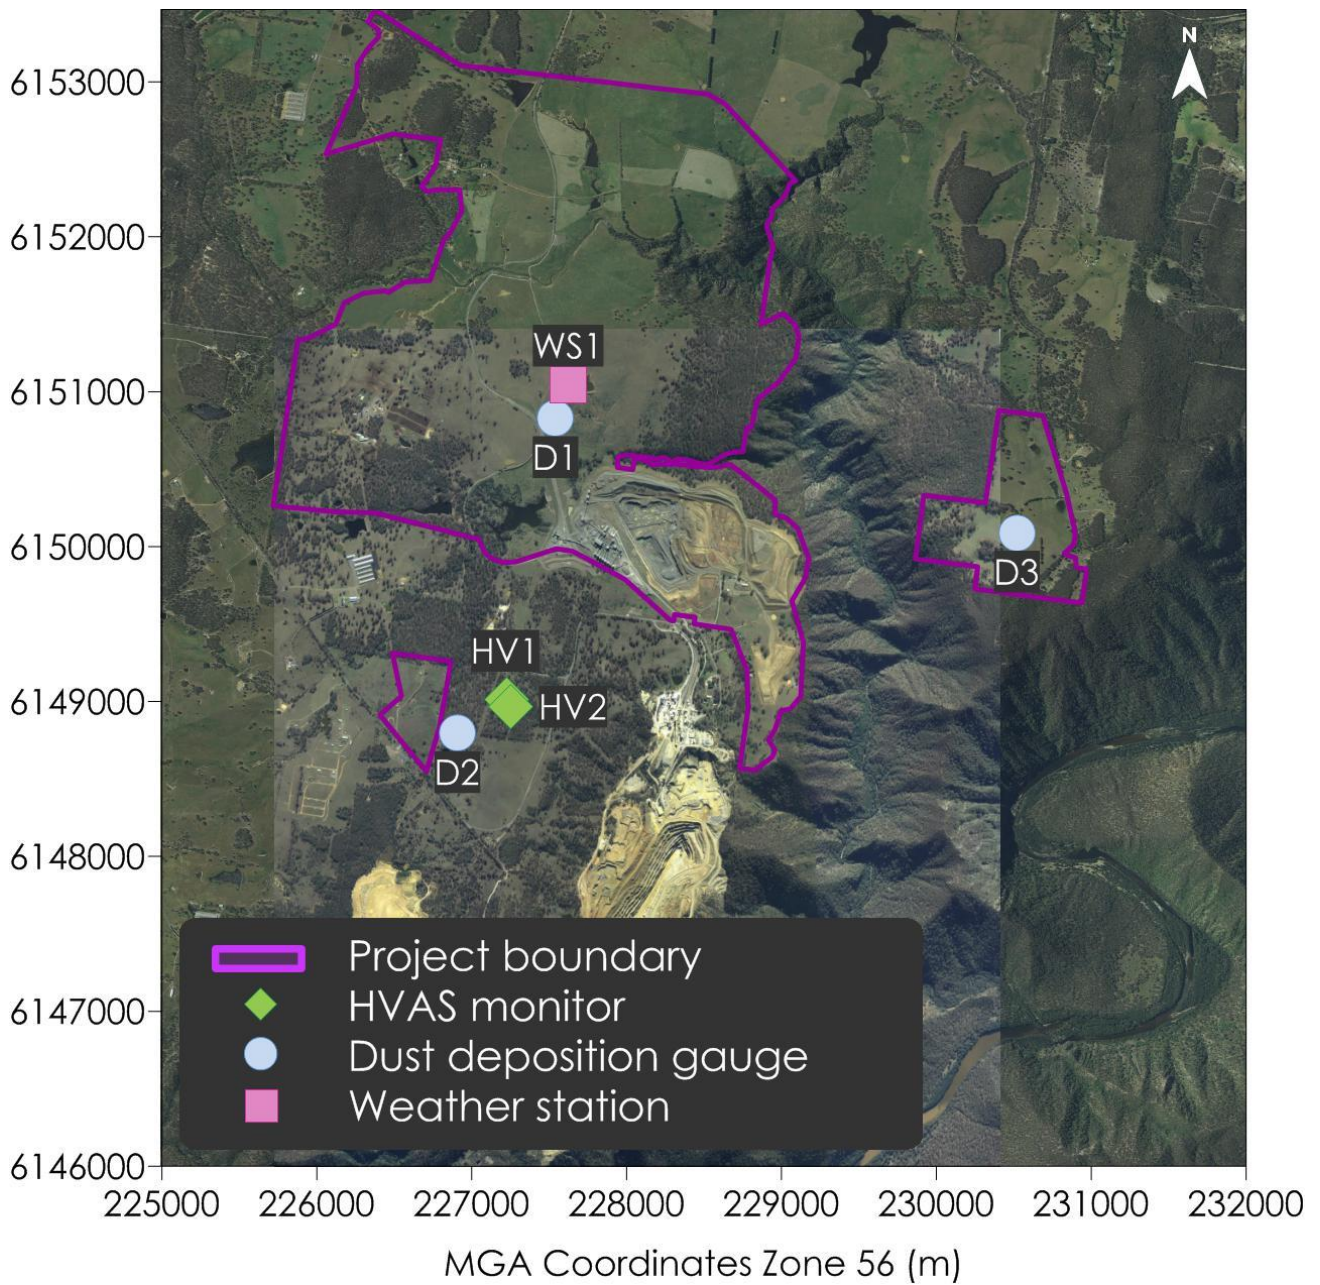 N
6153000
6152000
6151000
6150000
6149000
6148000
6147000
6146000
WS1
D1
D3
HV1
HV2
D2
Project boundary
HVAS monitor
Dust deposition gauge
Weather station
225000 226000 227000 228000 229000 230000 231000 232000
MGA Coordinates Zone 56 (m)